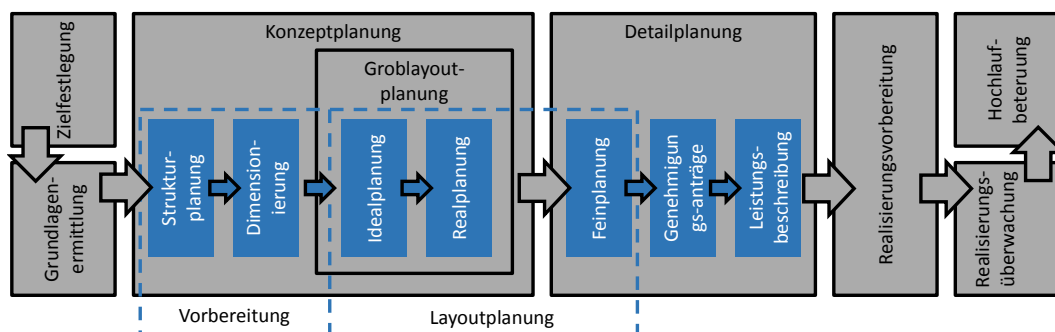 Zielfestlegung
Grundlagen-
ermittlung
Konzeptplanung
Struktur-
planung
Dimension-
ierung
Groblayout-
planung
Idealplanung
Realplanung
Vorbereitung
Layoutplanung
Detailplanung
Feinplanung
Genehmigun
gs-anträge
Leistungs-
beschreibung
Realisierungsvorbereitung
Realisierungs-
überwachung
Hochlauf-
beteruung